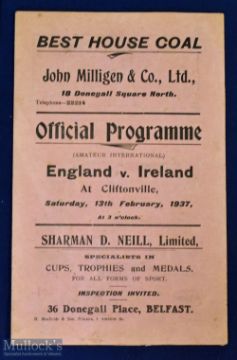 BEST HOUSE COAL
John Milligen & Co., Ltd.,
18 Donegall Square North.
Telephone—22214
Official Programme
(AMATEUR INTERNATIONAL)
England v. Ireland
At Cliftonville,
Saturday, 13th February, 1937,
At 3 o'clock.
SHARMAN D. NEILL, Limited,
SPECIALISTS IN
CUPS, TROPHIES and MEDALS,
FOR ALL FORMS OF SPORT.
INSPECTION INVITED.
36 Donegall Place, BELFAST.
Mullock's